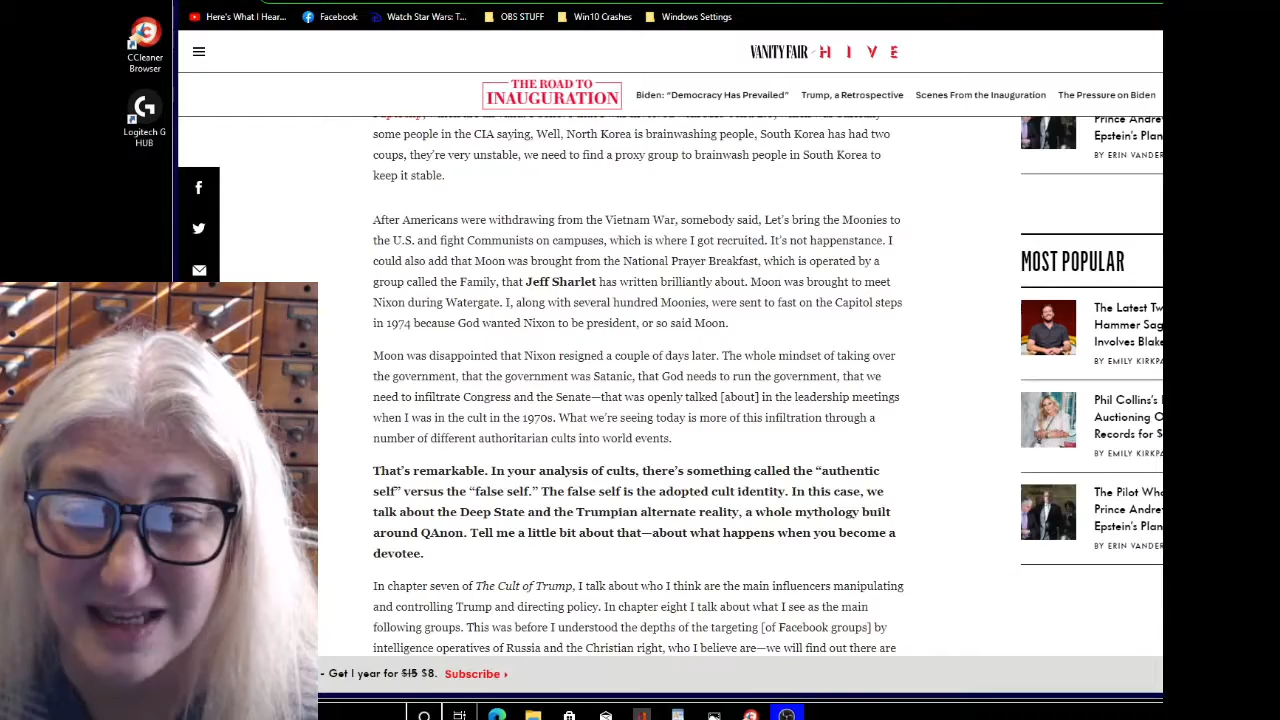 Here's What I Hear...
Facebook
Watch Star Wars: T...
OBS STUFF
Win10 Crashes
Windows Settings
CCleaner
Browser
Logitech G
HUB
VANITY FAIR HIVE
THE ROAD TO
INAUGURATION
Biden: “Democracy Has Prevailed”
Trump, a Retrospective
Scenes From the Inauguration
The Pressure on Biden
some people in the CIA saying, Well, North Korea is brainwashing people, South Korea has had two
coups, they’re very unstable, we need to find a proxy group to brainwash people in South Korea to
keep it stable.
After Americans were withdrawing from the Vietnam War, somebody said, Let’s bring the Moonies to
the U.S. and fight Communists on campuses, which is where I got recruited. It’s not happenstance. I
could also add that Moon was brought from the National Prayer Breakfast, which is operated by a
group called the Family, that Jeff Sharlet has written brilliantly about. Moon was brought to meet
Nixon during Watergate. I, along with several hundred Moonies, were sent to fast on the Capitol steps
in 1974 because God wanted Nixon to be president, or so said Moon.
Moon was disappointed that Nixon resigned a couple of days later. The whole mindset of taking over
the government, that the government was Satanic, that God needs to run the government, that we
need to infiltrate Congress and the Senate—that was openly talked [about] in the leadership meetings
when I was in the cult in the 1970s. What we’re seeing today is more of this infiltration through a
number of different authoritarian cults into world events.
That’s remarkable. In your analysis of cults, there’s something called the “authentic
self” versus the “false self.” The false self is the adopted cult identity. In this case, we
talk about the Deep State and the Trumpian alternate reality, a whole mythology built
around QAnon. Tell me a little bit about that—about what happens when you become a
devotee.
In chapter seven of The Cult of Trump, I talk about who I think are the main influencers manipulating
and controlling Trump and directing policy. In chapter eight I talk about what I see as the main
following groups. This was before I understood the depths of the targeting [of Facebook groups] by
intelligence operatives of Russia and the Christian right, who I believe are—we will find out there are
Prince Andre
Epstein’s Plan
BY ERIN VANDER
MOST POPULAR
The Latest Tw
Hammer Sag
Involves Blake
BY EMILY KIRKPA
Phil Collins’s
Auctioning O
Records for $
BY EMILY KIRKPA
The Pilot Who
Prince Andre
Epstein’s Plan
BY ERIN VANDER
- Get 1 year for $15 $8. Subscribe ›